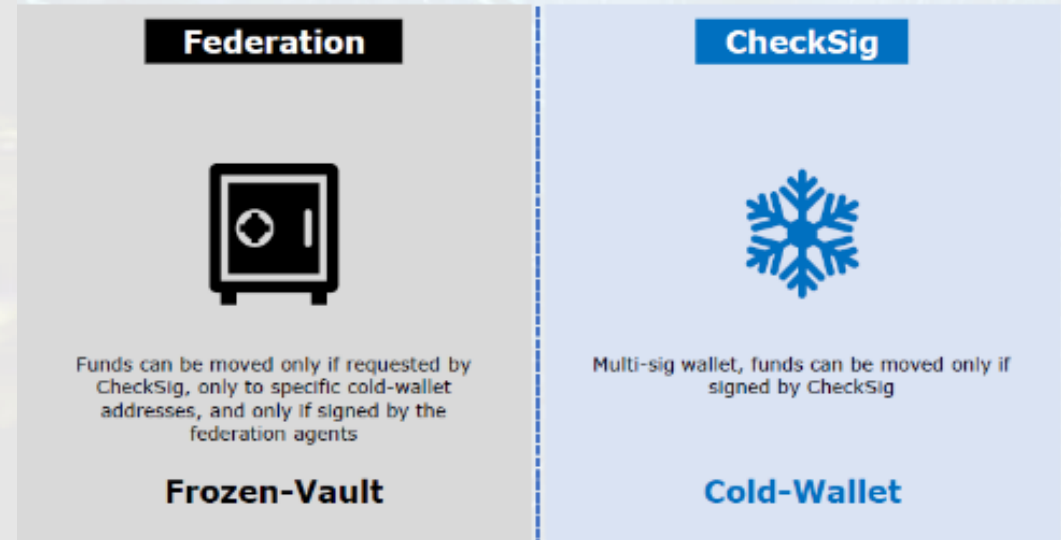 Federation
Funds can be moved only if requested by
CheckSig, only to specific cold-wallet
addresses, and only if signed by the
federation agents
Frozen-Vault
CheckSig
Multi-sig wallet, funds can be moved only if
signed by CheckSig
Cold-Wallet